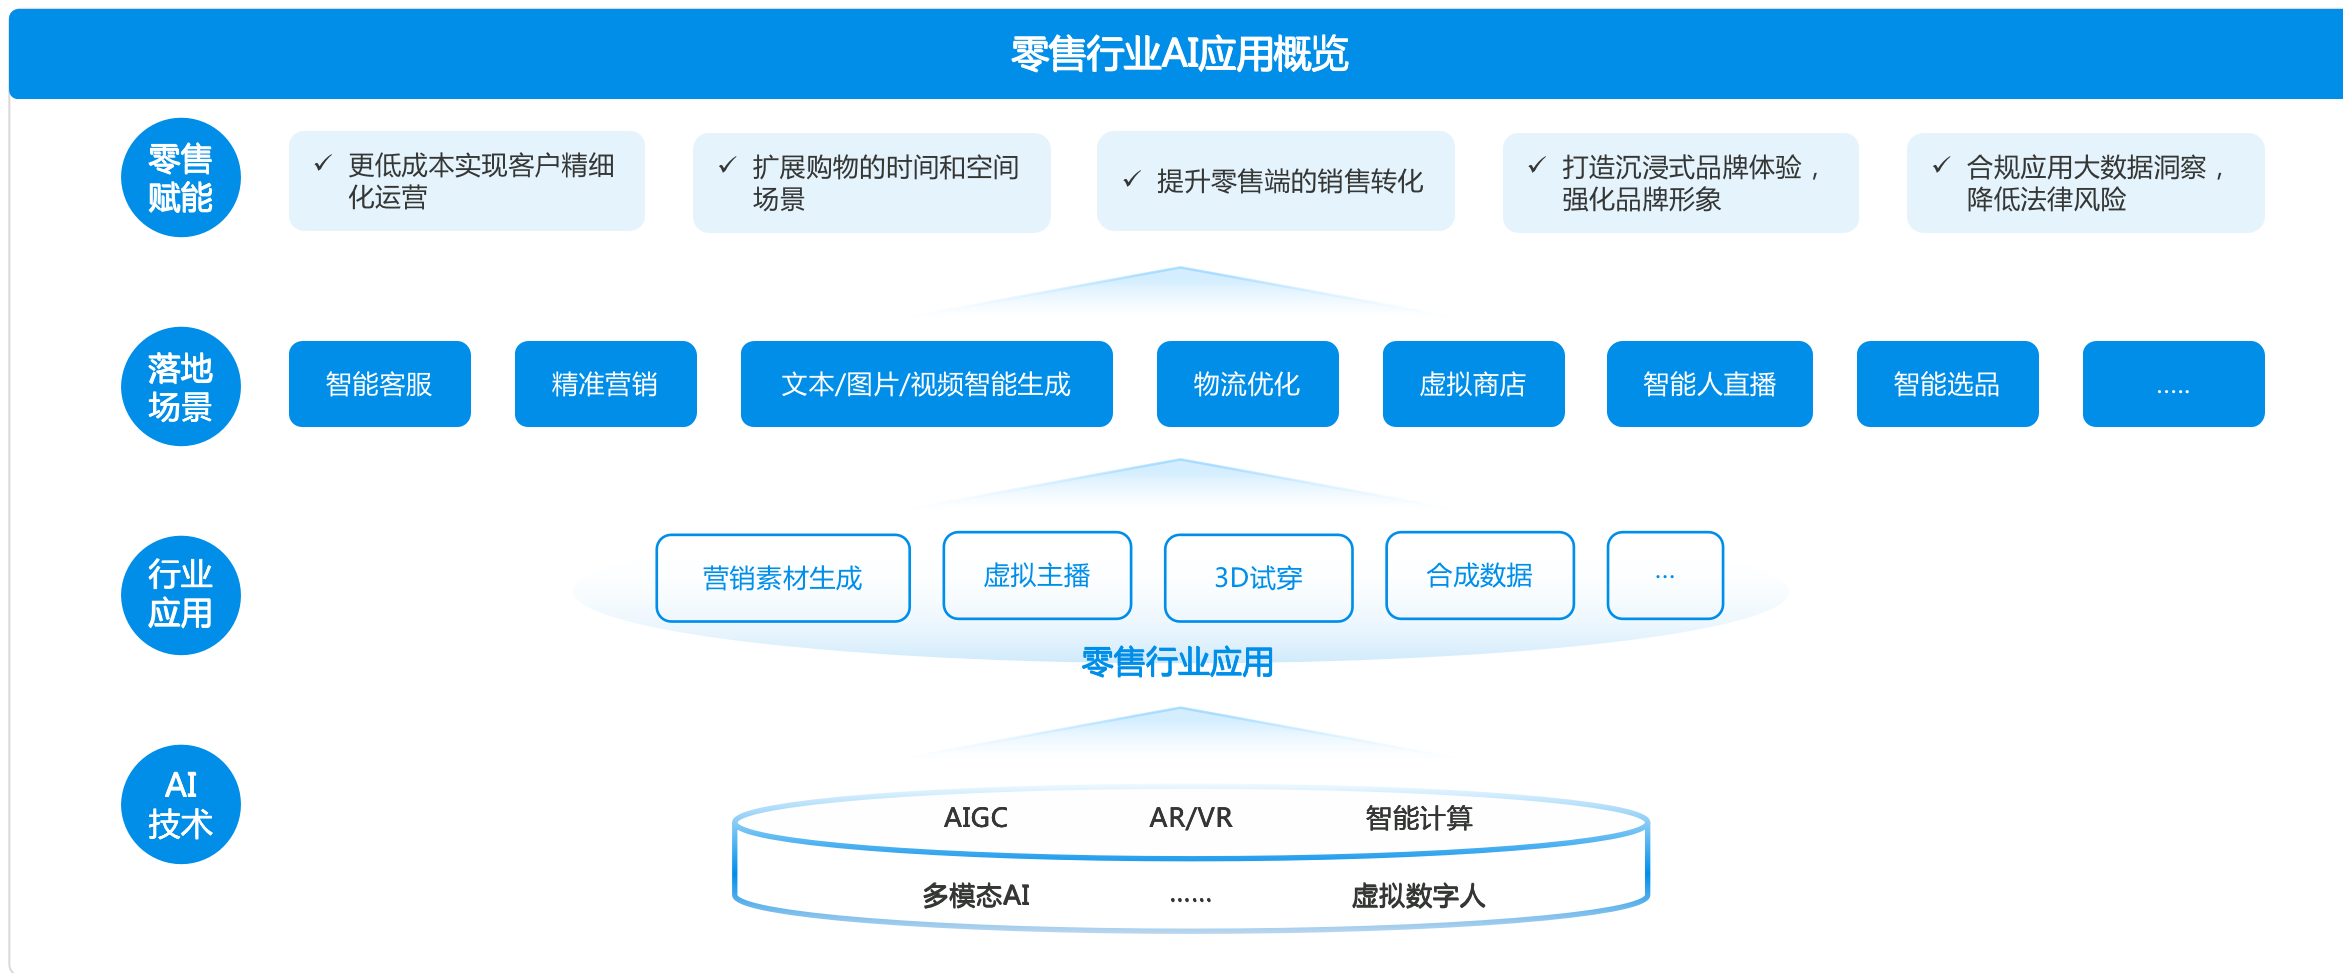 零售行业AI应用概览
零售
赋能
✓ 更低成本实现客户精细
化运营
✓ 扩展购物的时间和空间
场景
✓ 提升零售端的销售转化
✓ 打造沉浸式品牌体验，
强化品牌形象
✓ 合规应用大数据洞察，
降低法律风险
落地
场景
智能客服
精准营销
文本/图片/视频智能生成
物流优化
虚拟商店
智能人直播
智能选品
.....
行业
应用
营销素材生成
虚拟主播
3D试穿
合成数据
...
零售行业应用
AI
技术
AIGC
AR/VR
智能计算
多模态AI
......
虚拟数字人